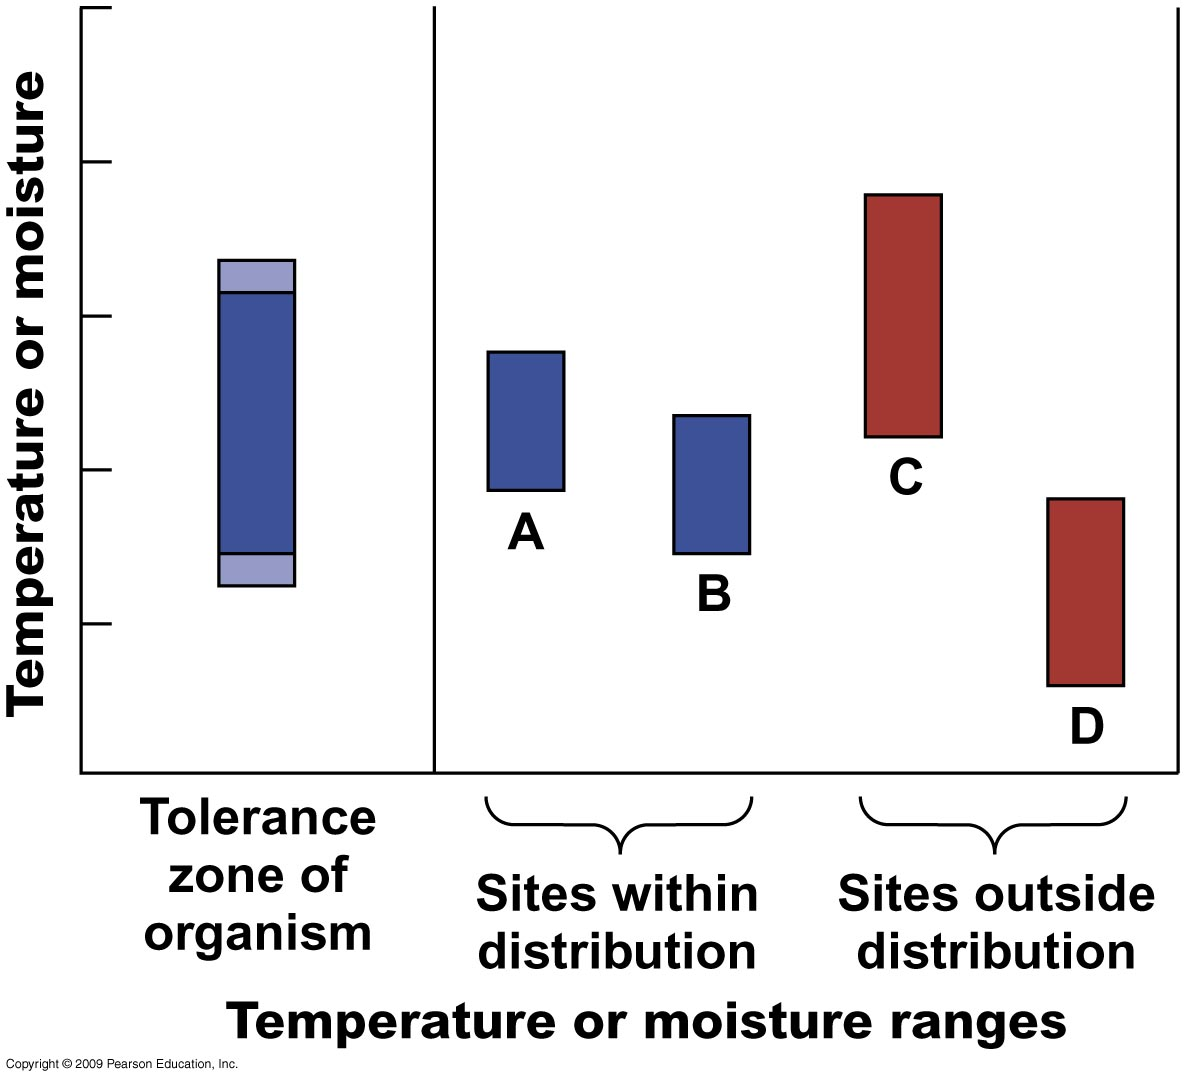 Temperature or moisture
A
B
C
D
Tolerance
zone of
organism
Sites within
distribution
Sites outside
distribution
Temperature or moisture ranges
Copyright © 2009 Pearson Education, Inc.